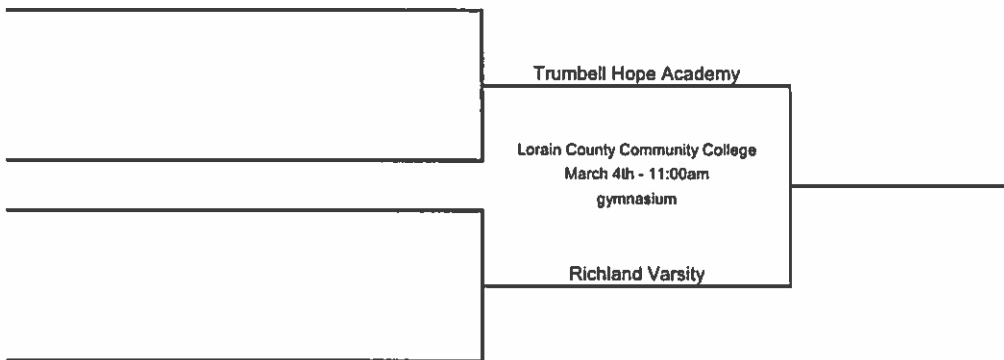 Trumbell Hope Academy
Lorain County Community College
March 4th - 11:00am
gymnasium
Richland Varsity